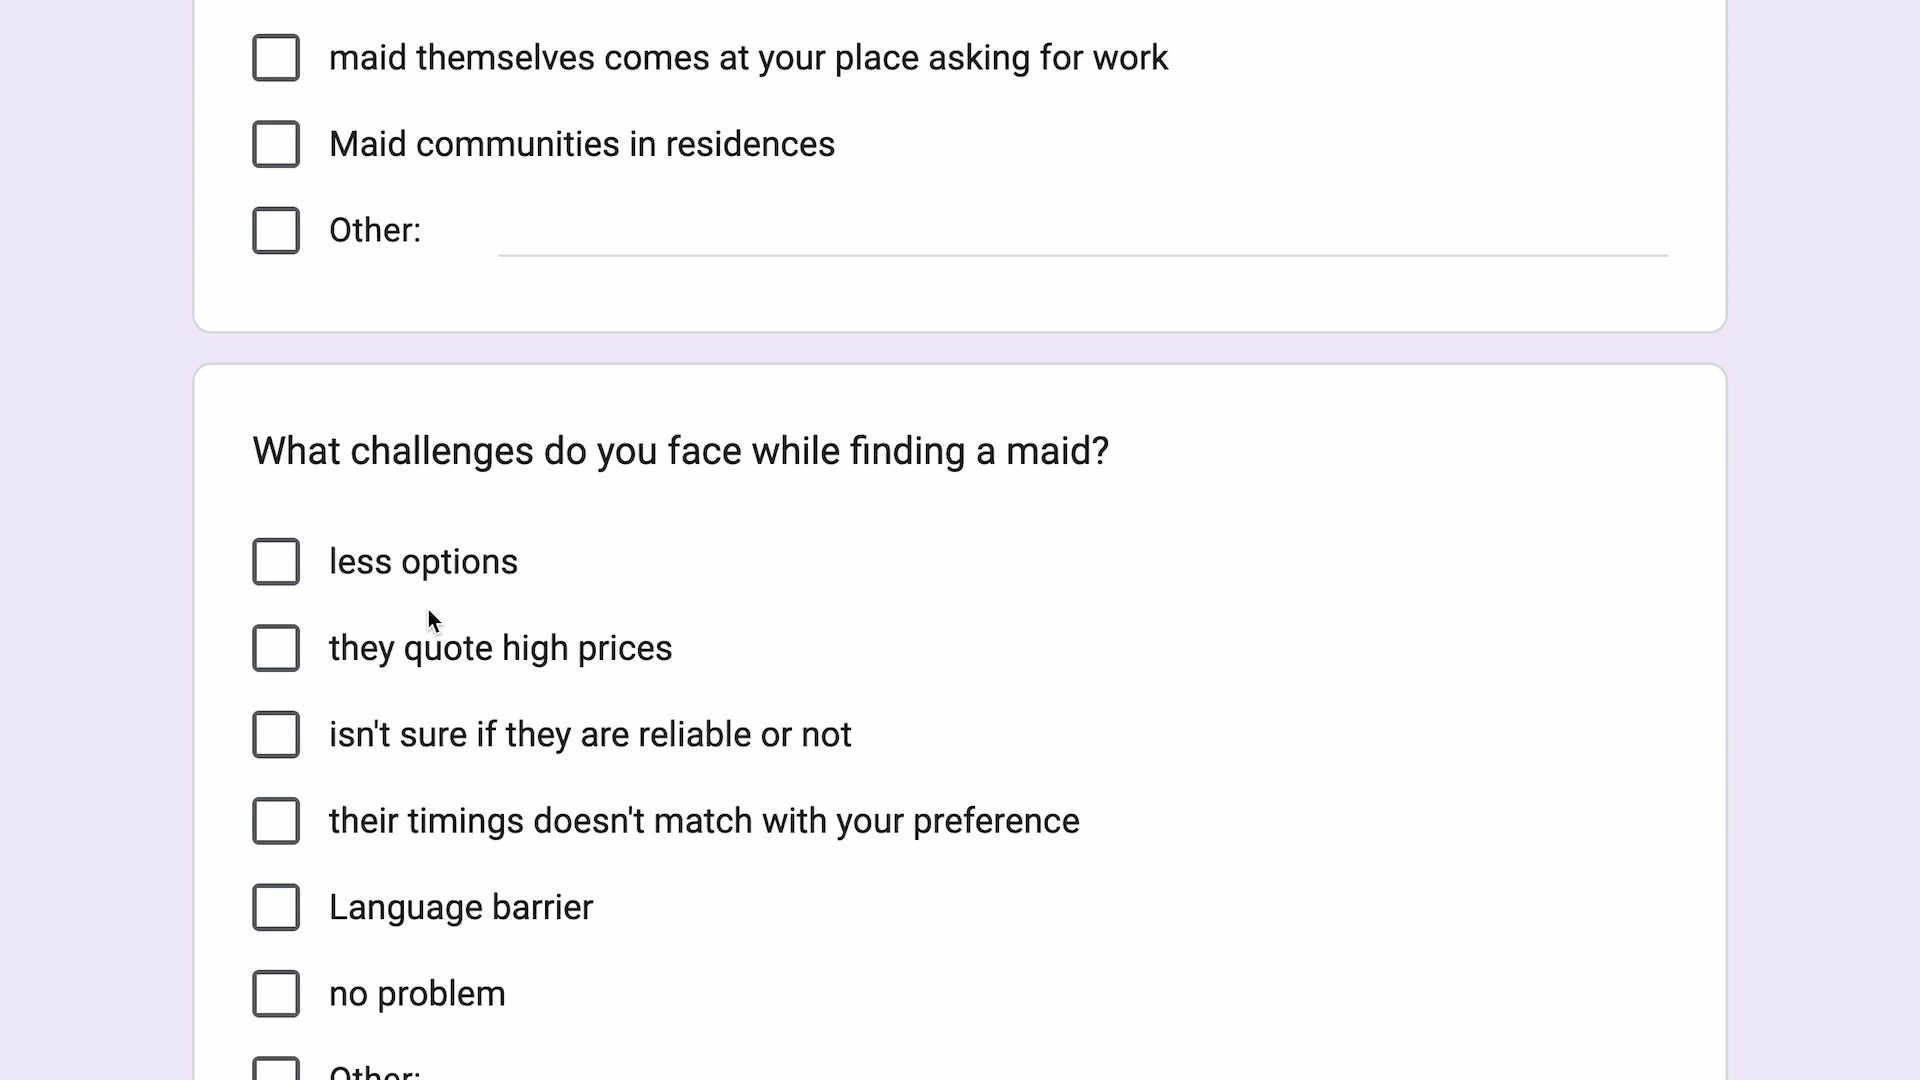 maid themselves comes at your place asking for work
Maid communities in residences
Other:
What challenges do you face while finding a maid?
less options
they quote high prices
isn't sure if they are reliable or not
their timings doesn't match with your preference
Language barrier
no problem
Other: